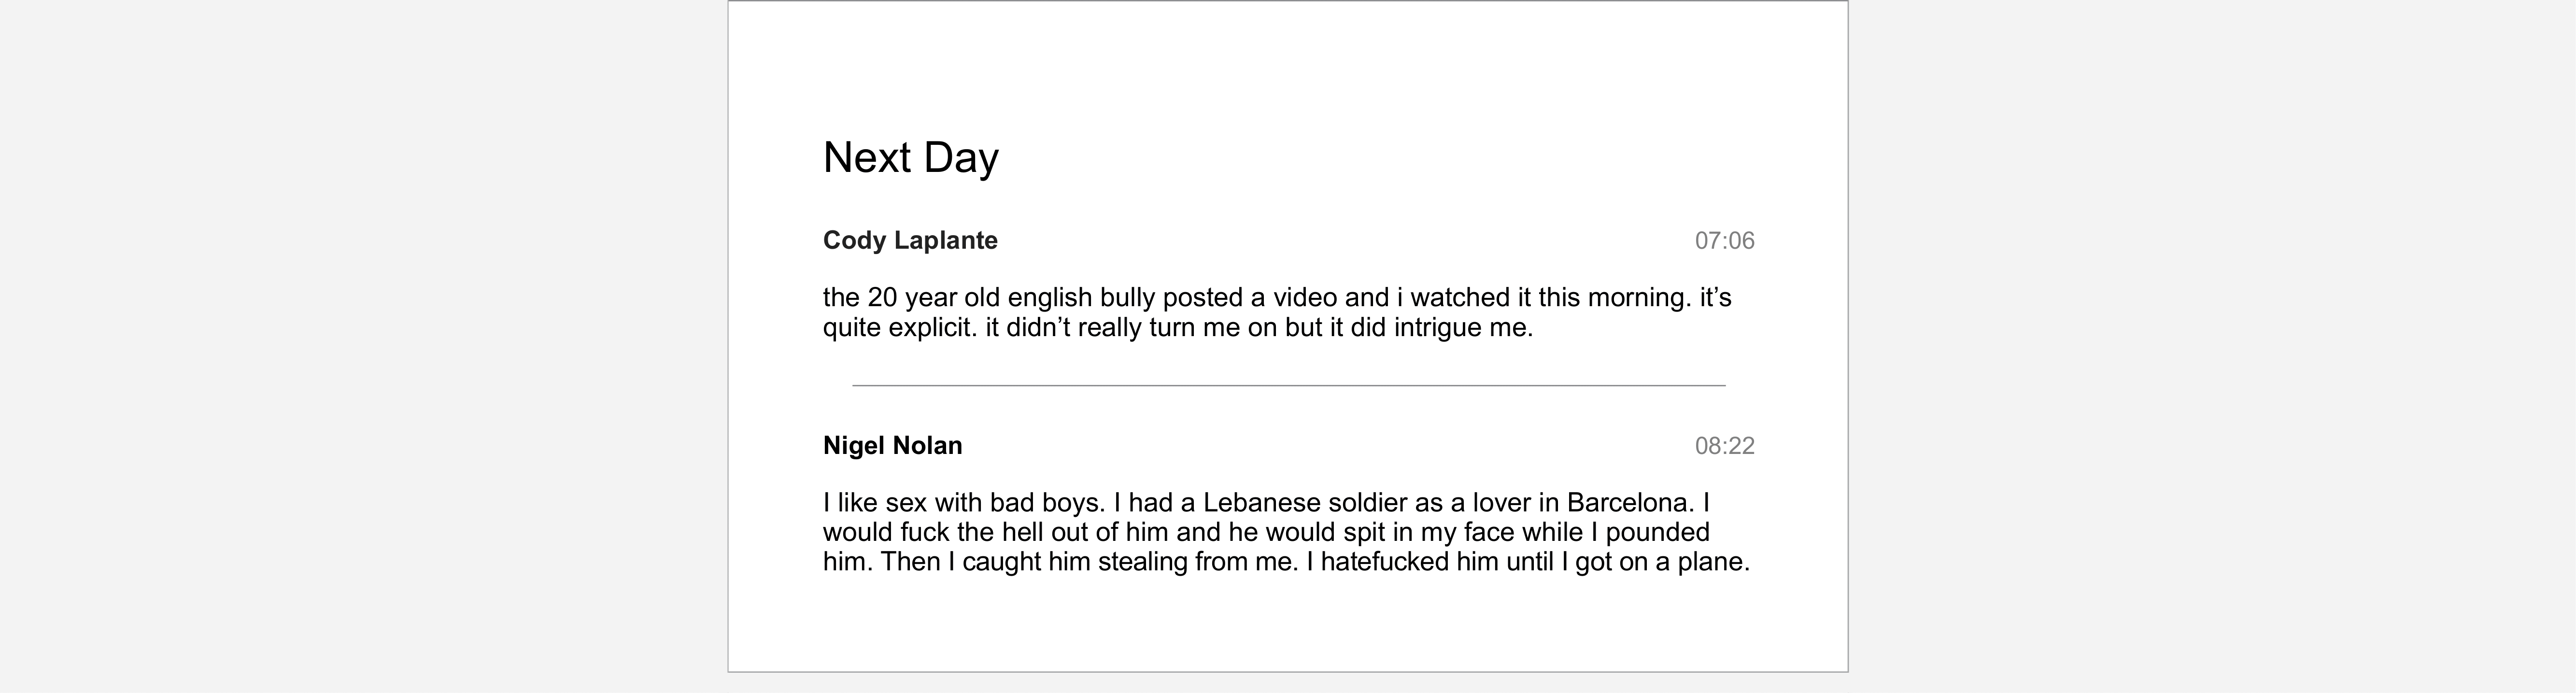 Next Day
Cody Laplante 07:06
the 20 year old english bully posted a video and i watched it this morning. it’s
quite explicit. it didn’t really turn me on but it did intrigue me.
Nigel Nolan 08:22
I like sex with bad boys. I had a Lebanese soldier as a lover in Barcelona. I
would fuck the hell out of him and he would spit in my face while I pounded
him. Then I caught him stealing from me. I hatefucked him until I got on a plane.